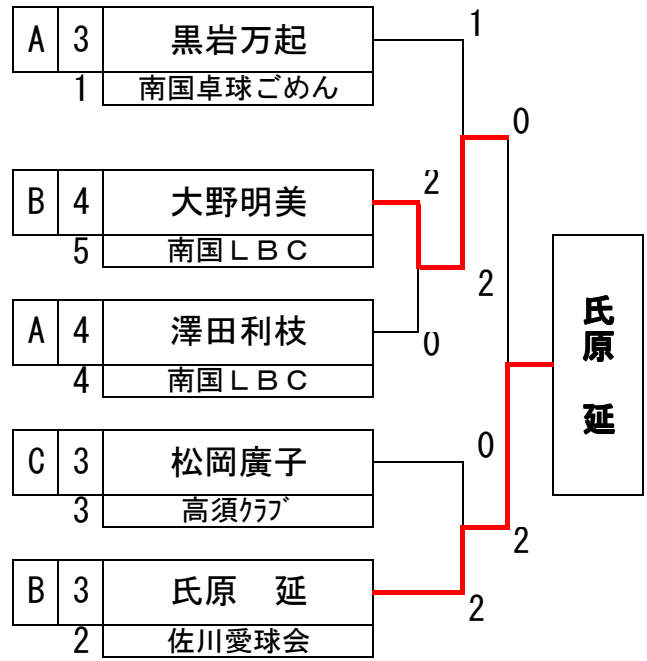 A 3 黒岩万起
1 南国卓球ごめん
1
0
B 4 大野明美
5 南国LBC
2
2
A 4 澤田利枝
4 南国LBC
0
C 3 松岡廣子
3 高須ｸﾗﾌﾞ
0
2
B 3 氏原 延
2 佐川愛球会
2
氏原 延